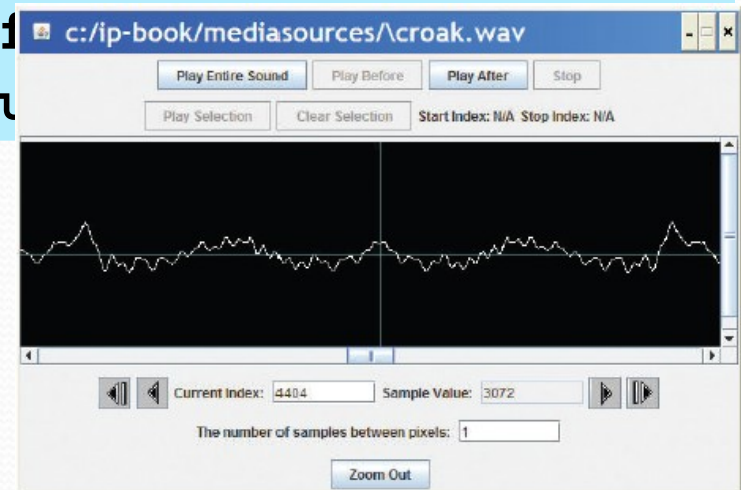 c:/ip-book/mediasources/\croak.wav
Play Entire Sound Play Before Play After Stop
Play Selection Clear Selection Start Index: N/A Stop Index: N/A
Current Index: 4404 Sample Value: 3072
The number of samples between pixels: 1
Zoom Out